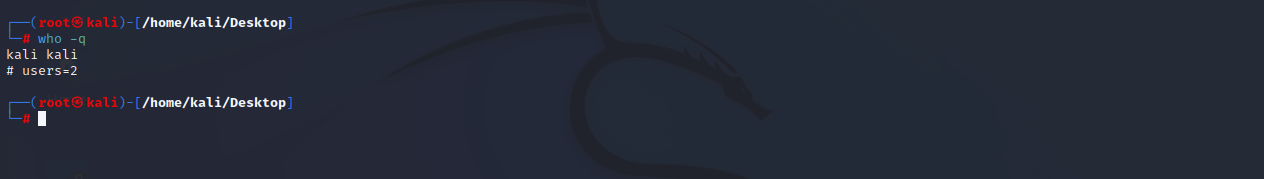 ┌──(root㉿kali)-[/home/kali/Desktop]
└─# who -q
kali kali
# users=2
┌──(root㉿kali)-[/home/kali/Desktop]
└─#